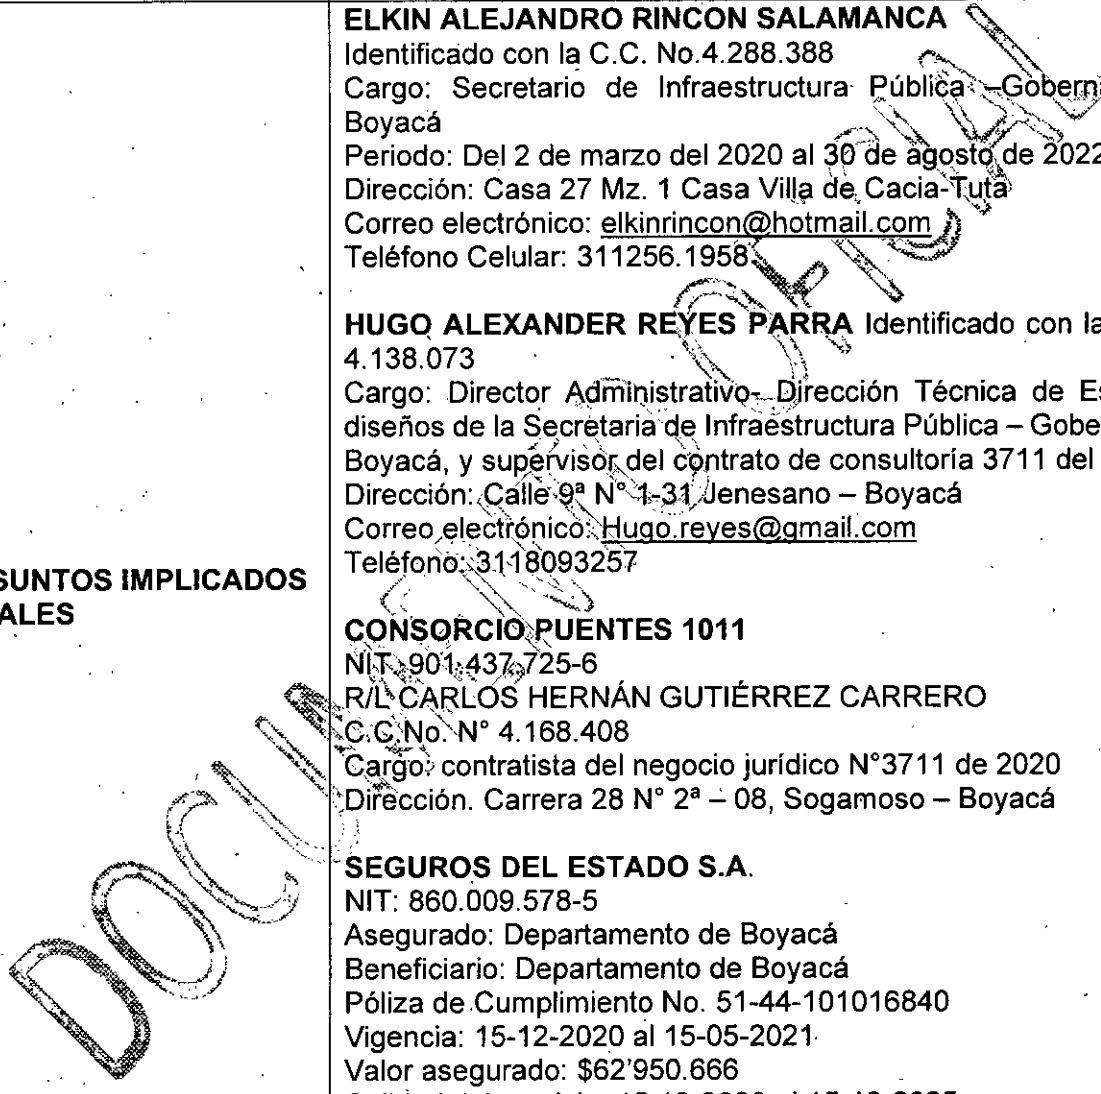 ELKIN ALEJANDRO RINCON SALAMANCA
Identificado con la C.C. No.4.288.388
Cargo: Secretario de Infraestructura Pública –Gobern
Boyacá
Periodo: Del 2 de marzo del 2020 al 30 de agosto de 2022
Dirección: Casa 27 Mz. 1 Casa Villa de Cacia-Tuta
Correo electrónico: elkinrincon@hotmail.com
Teléfono Celular: 311256.1958
HUGO ALEXANDER REYES PARRA Identificado con la
4.138.073
Cargo: Director Administrativo- Dirección Técnica de Es
diseños de la Secretaria de Infraestructura Pública – Gobe
Boyacá, y supervisor del contrato de consultoría 3711 del
Dirección: Calle 9ª N° 1-31 Jenesano – Boyacá
Correo electrónico: Hugo.reyes@gmail.com
Teléfono: 3118093257
SUNTOS IMPLICADOS
ALES
CONSORCIO PUENTES 1011
NIT. 901.437.725-6
R/L CARLOS HERNÁN GUTIÉRREZ CARRERO
C.C.No. N° 4.168.408
Cargo: contratista del negocio jurídico N°3711 de 2020
Dirección. Carrera 28 N° 2ª – 08, Sogamoso – Boyacá
SEGUROS DEL ESTADO S.A.
NIT: 860.009.578-5
Asegurado: Departamento de Boyacá
Beneficiario: Departamento de Boyacá
Póliza de Cumplimiento No. 51-44-101016840
Vigencia: 15-12-2020 al 15-05-2021
Valor asegurado: $62'950.666
DOCUMENTO OFICIAL